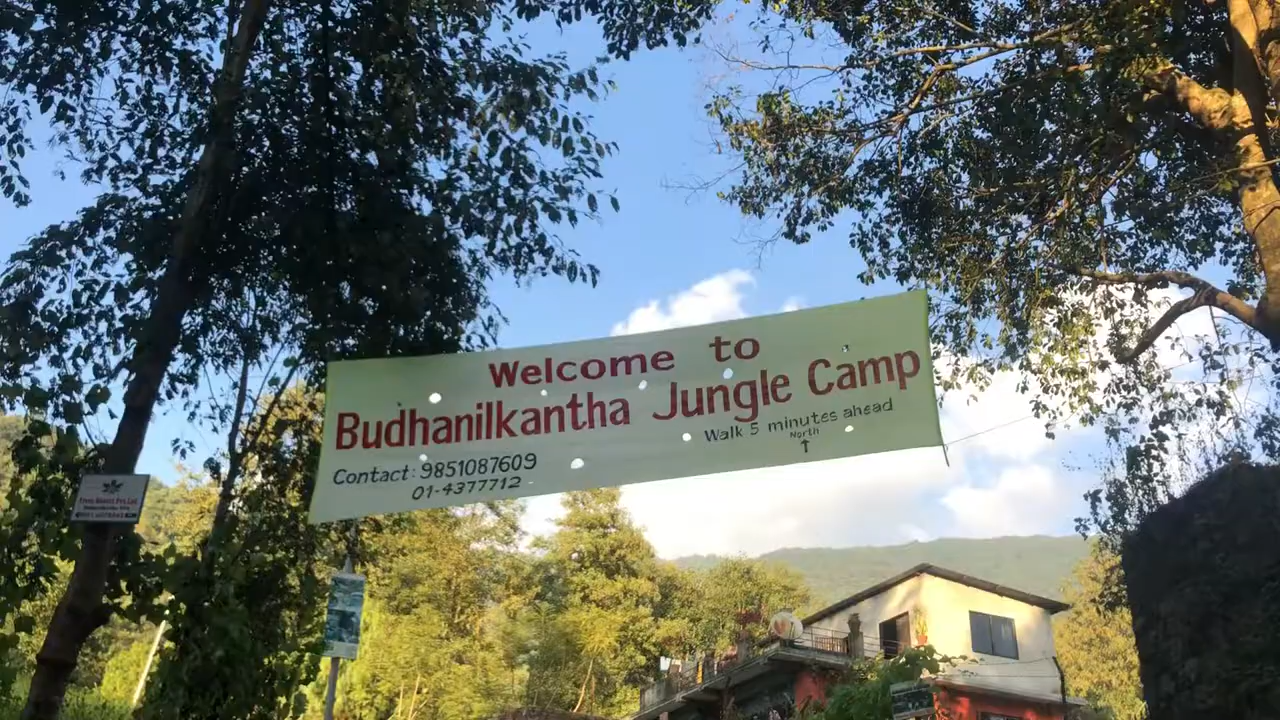 Welcome to
Budhanilkantha Jungle Camp
Walk 5 minutes ahead
North
Contact: 9851087609
01-4377712